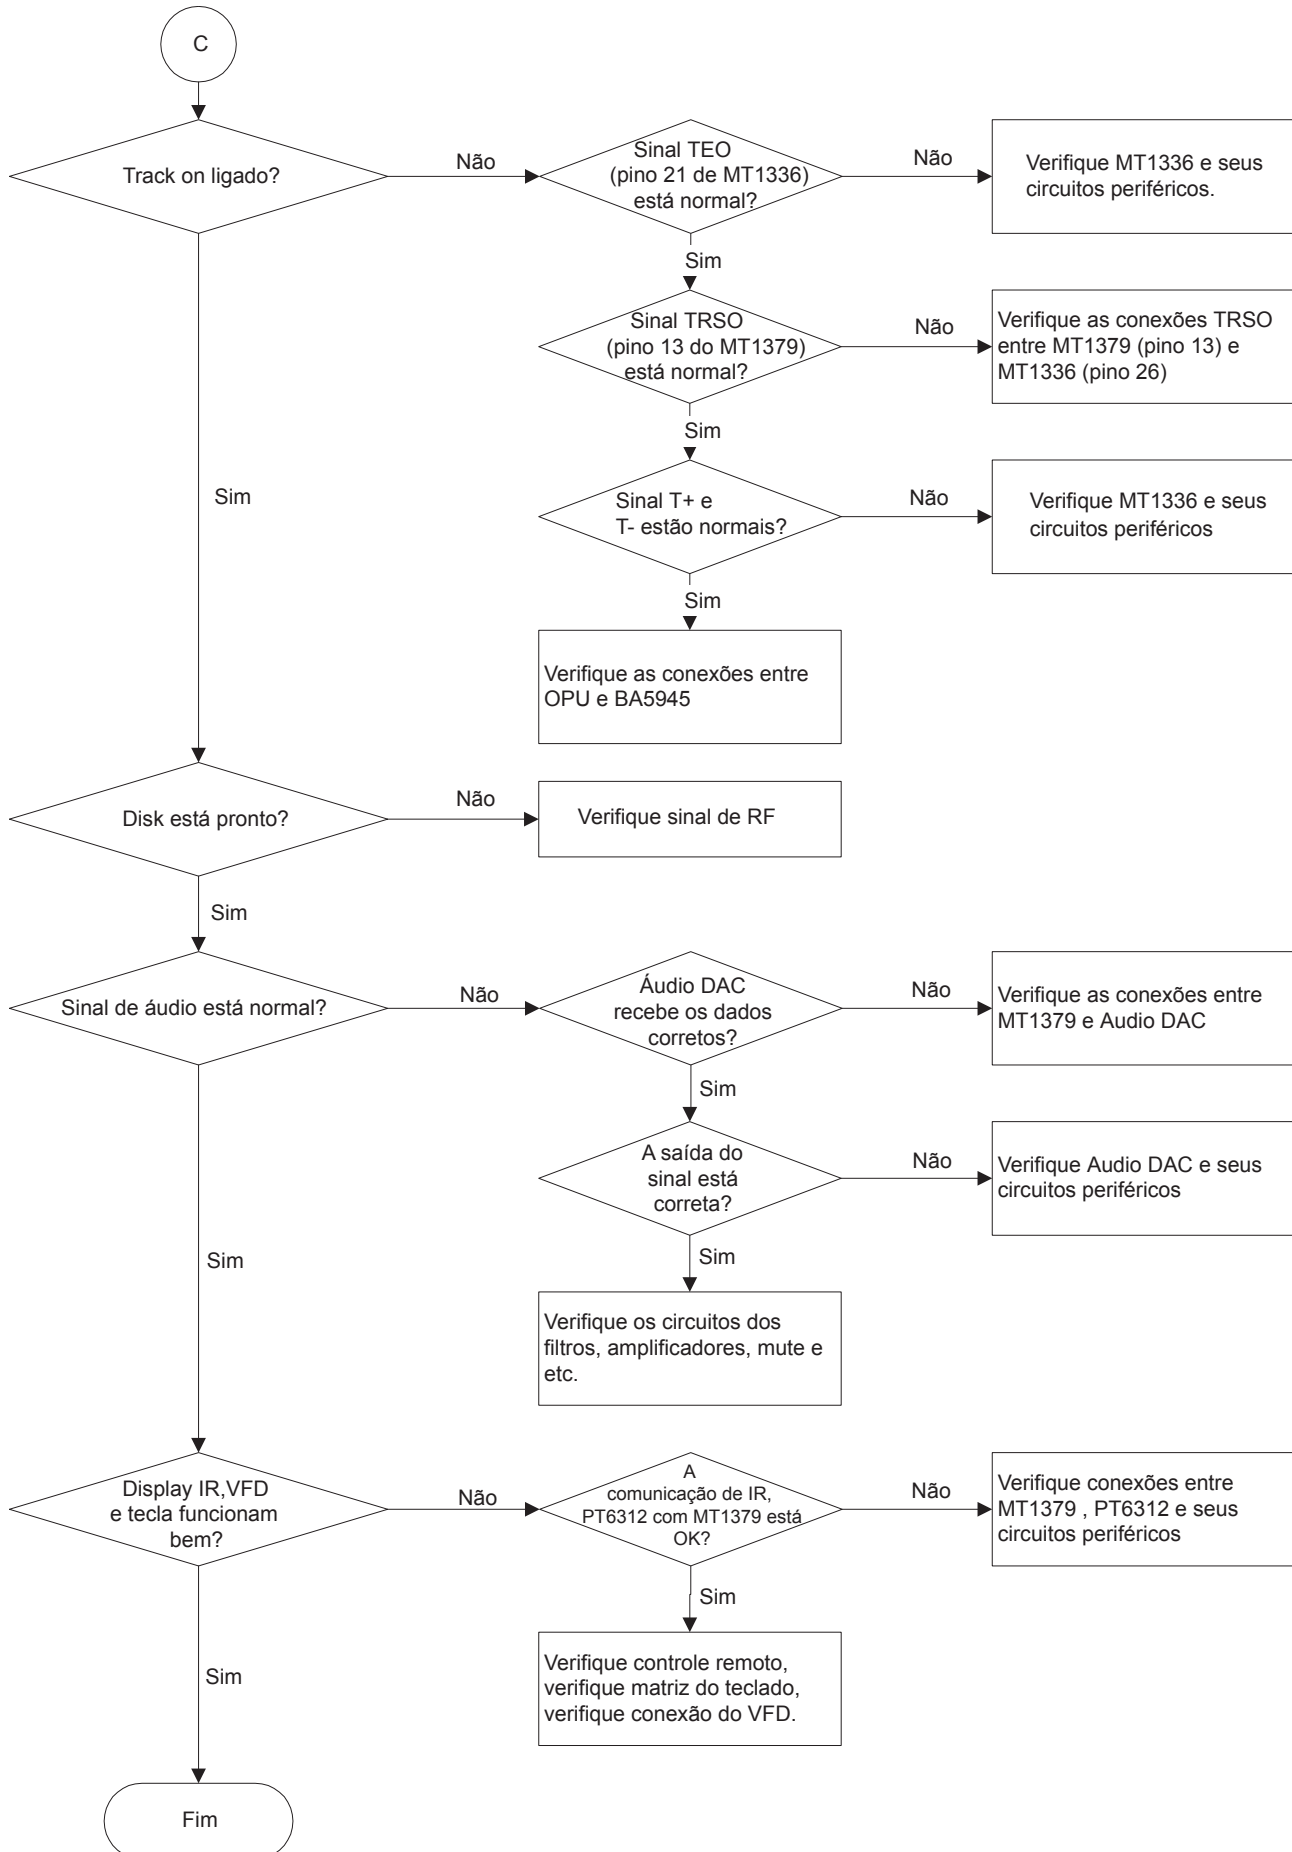 C
Track on ligado?
Não
Sinal TEO
(pino 21 de MT1336)
está normal?
Não
Verifique MT1336 e seus
circuitos periféricos.
Sim
Sinal TRSO
(pino 13 do MT1379)
está normal?
Não
Verifique as conexões TRSO
entre MT1379 (pino 13) e
MT1336 (pino 26)
Sim
Sim
Sinal T+ e
T- estão normais?
Não
Verifique MT1336 e seus
circuitos periféricos
Sim
Verifique as conexões entre
OPU e BA5945
Disk está pronto?
Não
Verifique sinal de RF
Sim
Sinal de áudio está normal?
Não
Áudio DAC
recebe os dados
corretos?
Não
Verifique as conexões entre
MT1379 e Audio DAC
Sim
A saída do
sinal está
correta?
Não
Verifique Audio DAC e seus
circuitos periféricos
Sim
Sim
Verifique os circuitos dos
filtros, amplificadores, mute e
etc.
Display IR,VFD
e tecla funcionam
bem?
Não
A
comunicação de IR,
PT6312 com MT1379 está
OK?
Não
Verifique conexões entre
MT1379 , PT6312 e seus
circuitos periféricos
Sim
Sim
Verifique controle remoto,
verifique matriz do teclado,
verifique conexão do VFD.
Fim